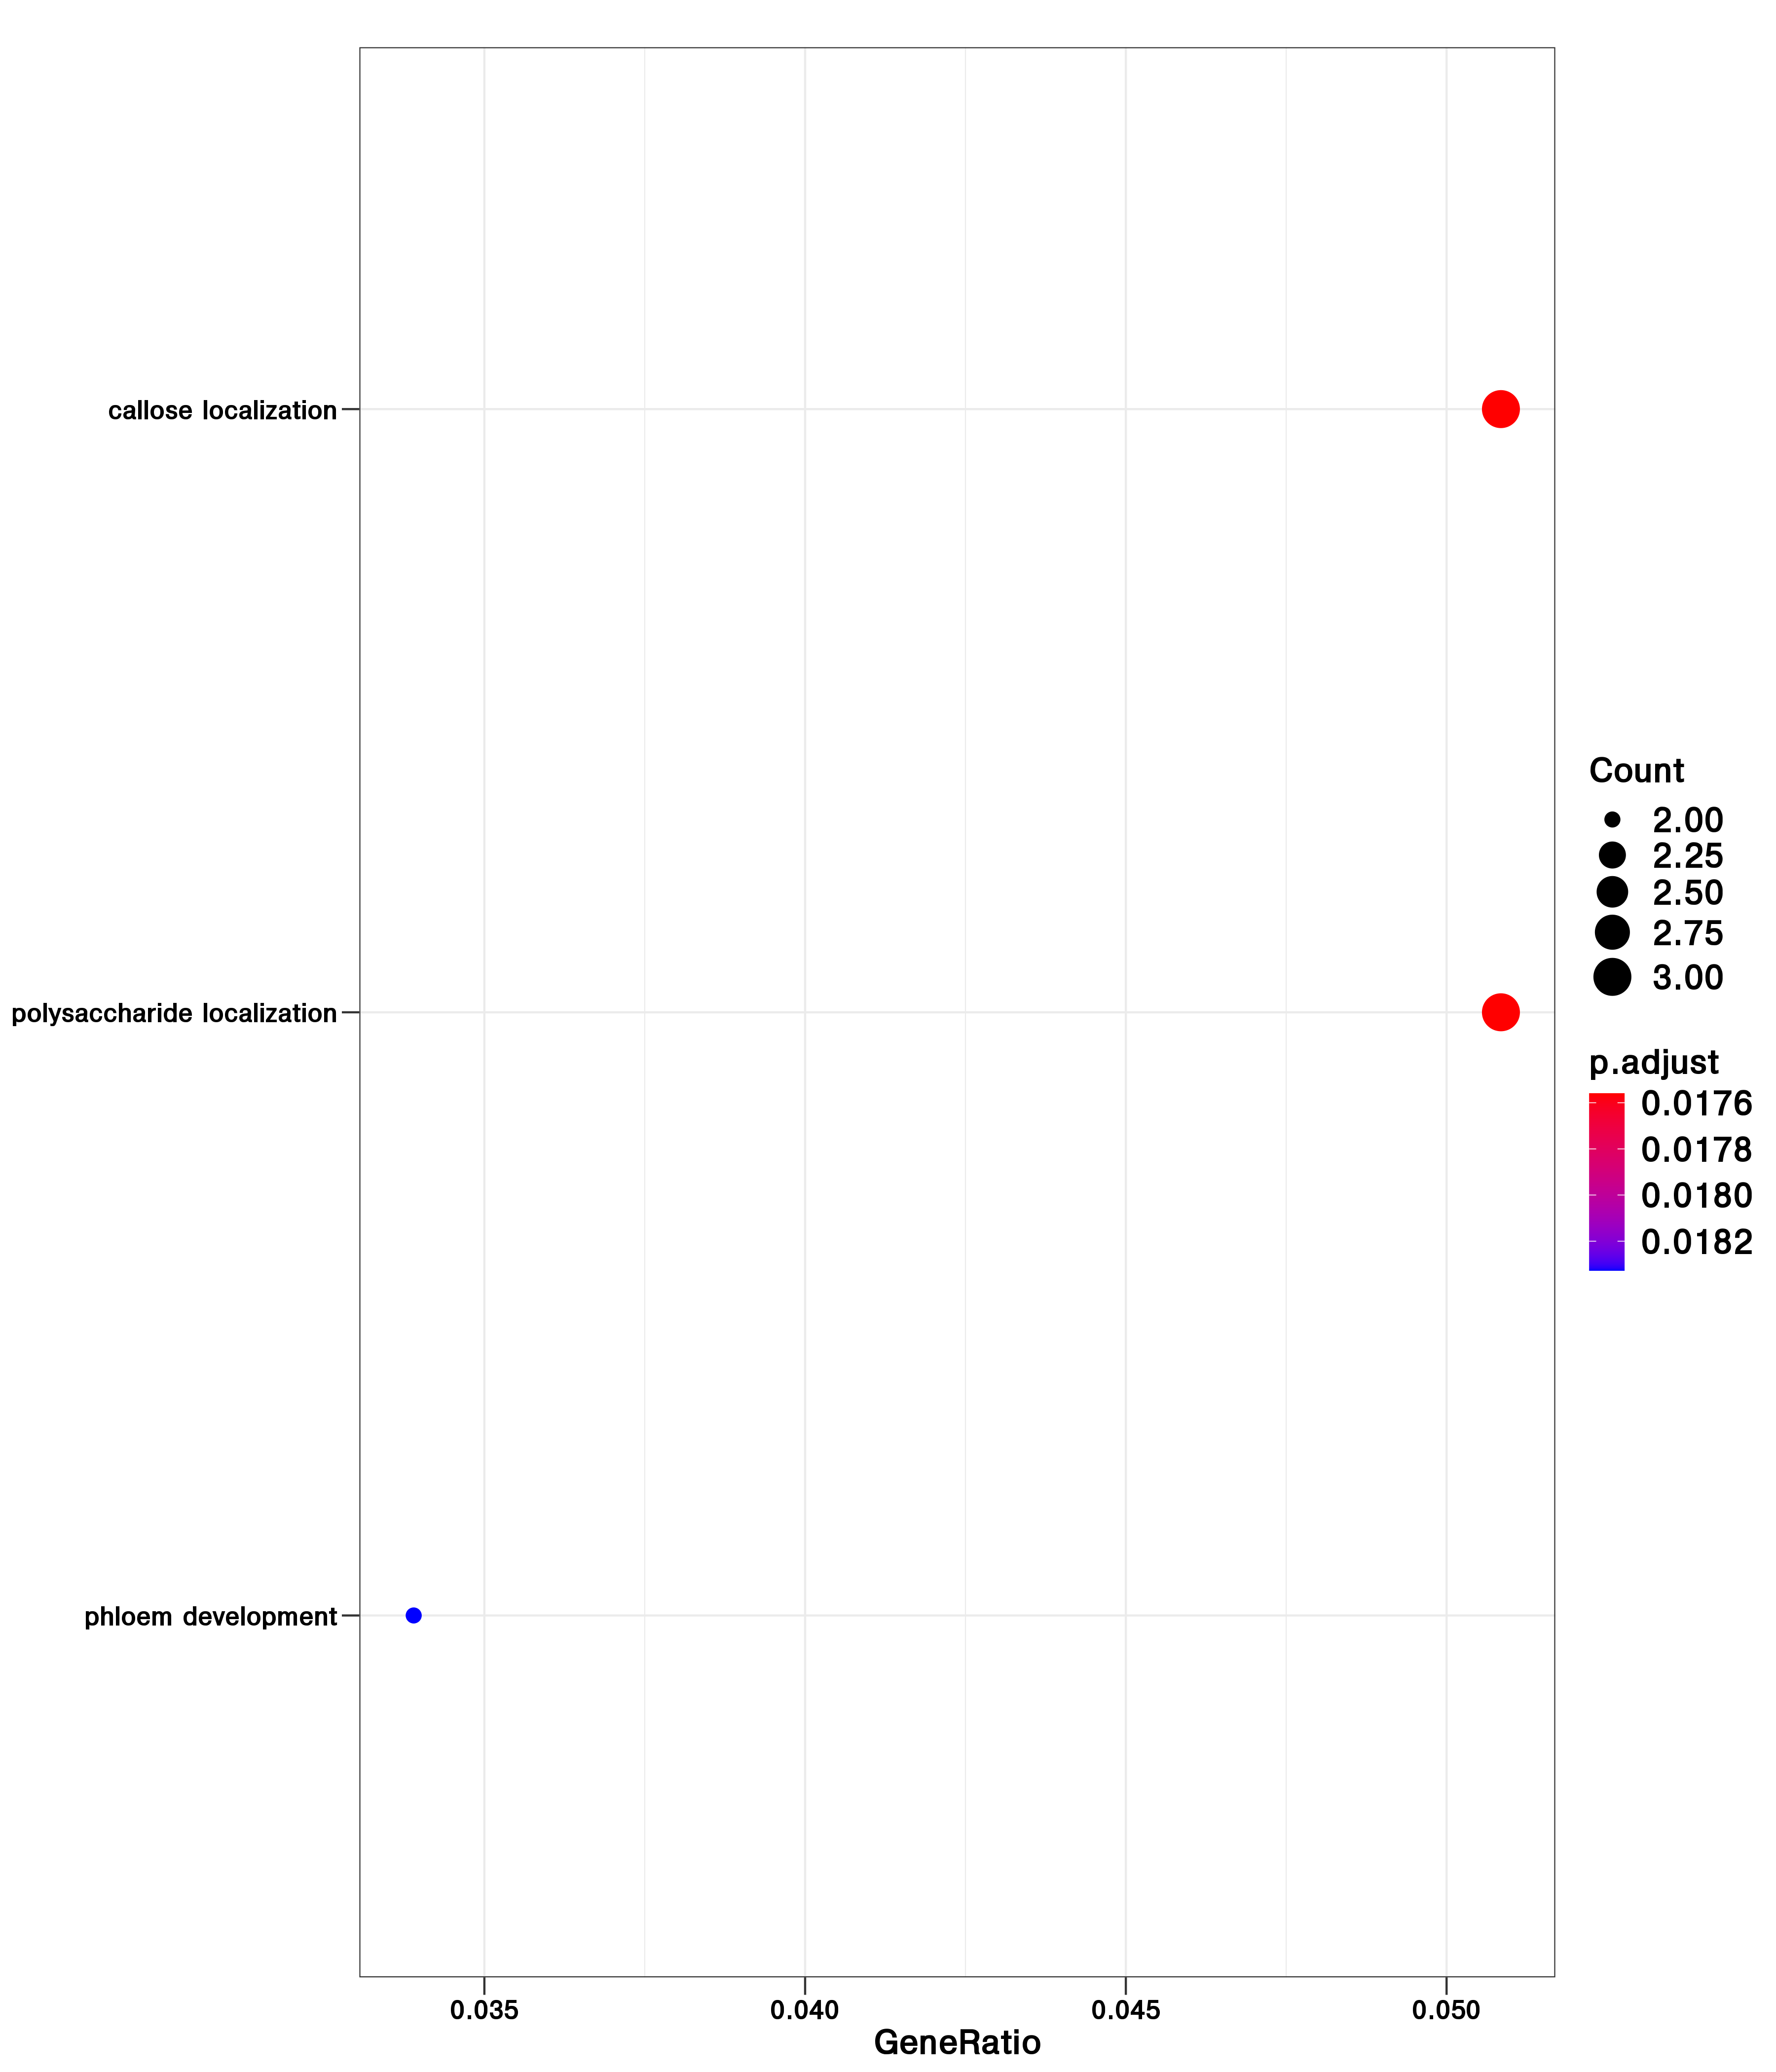 callose localization
polysaccharide localization
phloem development
0.035
0.040
0.045
0.050
GeneRatio
Count
2.00
2.25
2.50
2.75
3.00
p.adjust
0.0176
0.0178
0.0180
0.0182